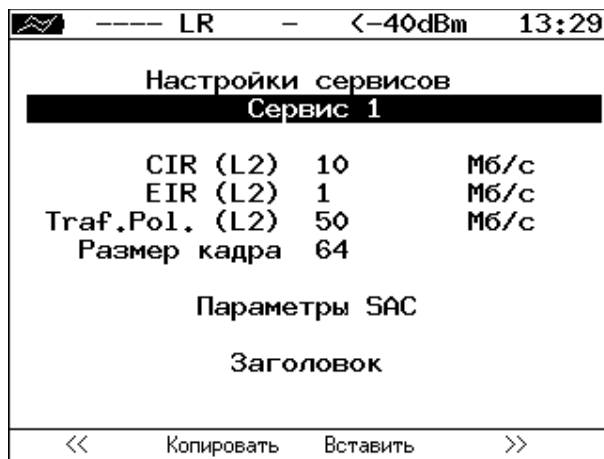 ---- LR - <-40dBm 13:29
Настройки сервисов
Сервис 1
CIR (L2) 10 Мб/с
EIR (L2) 1 Мб/с
Traf.Pol. (L2) 50 Мб/с
Размер кадра 64
Параметры SAC
Заголовок
<< Копировать Вставить >>